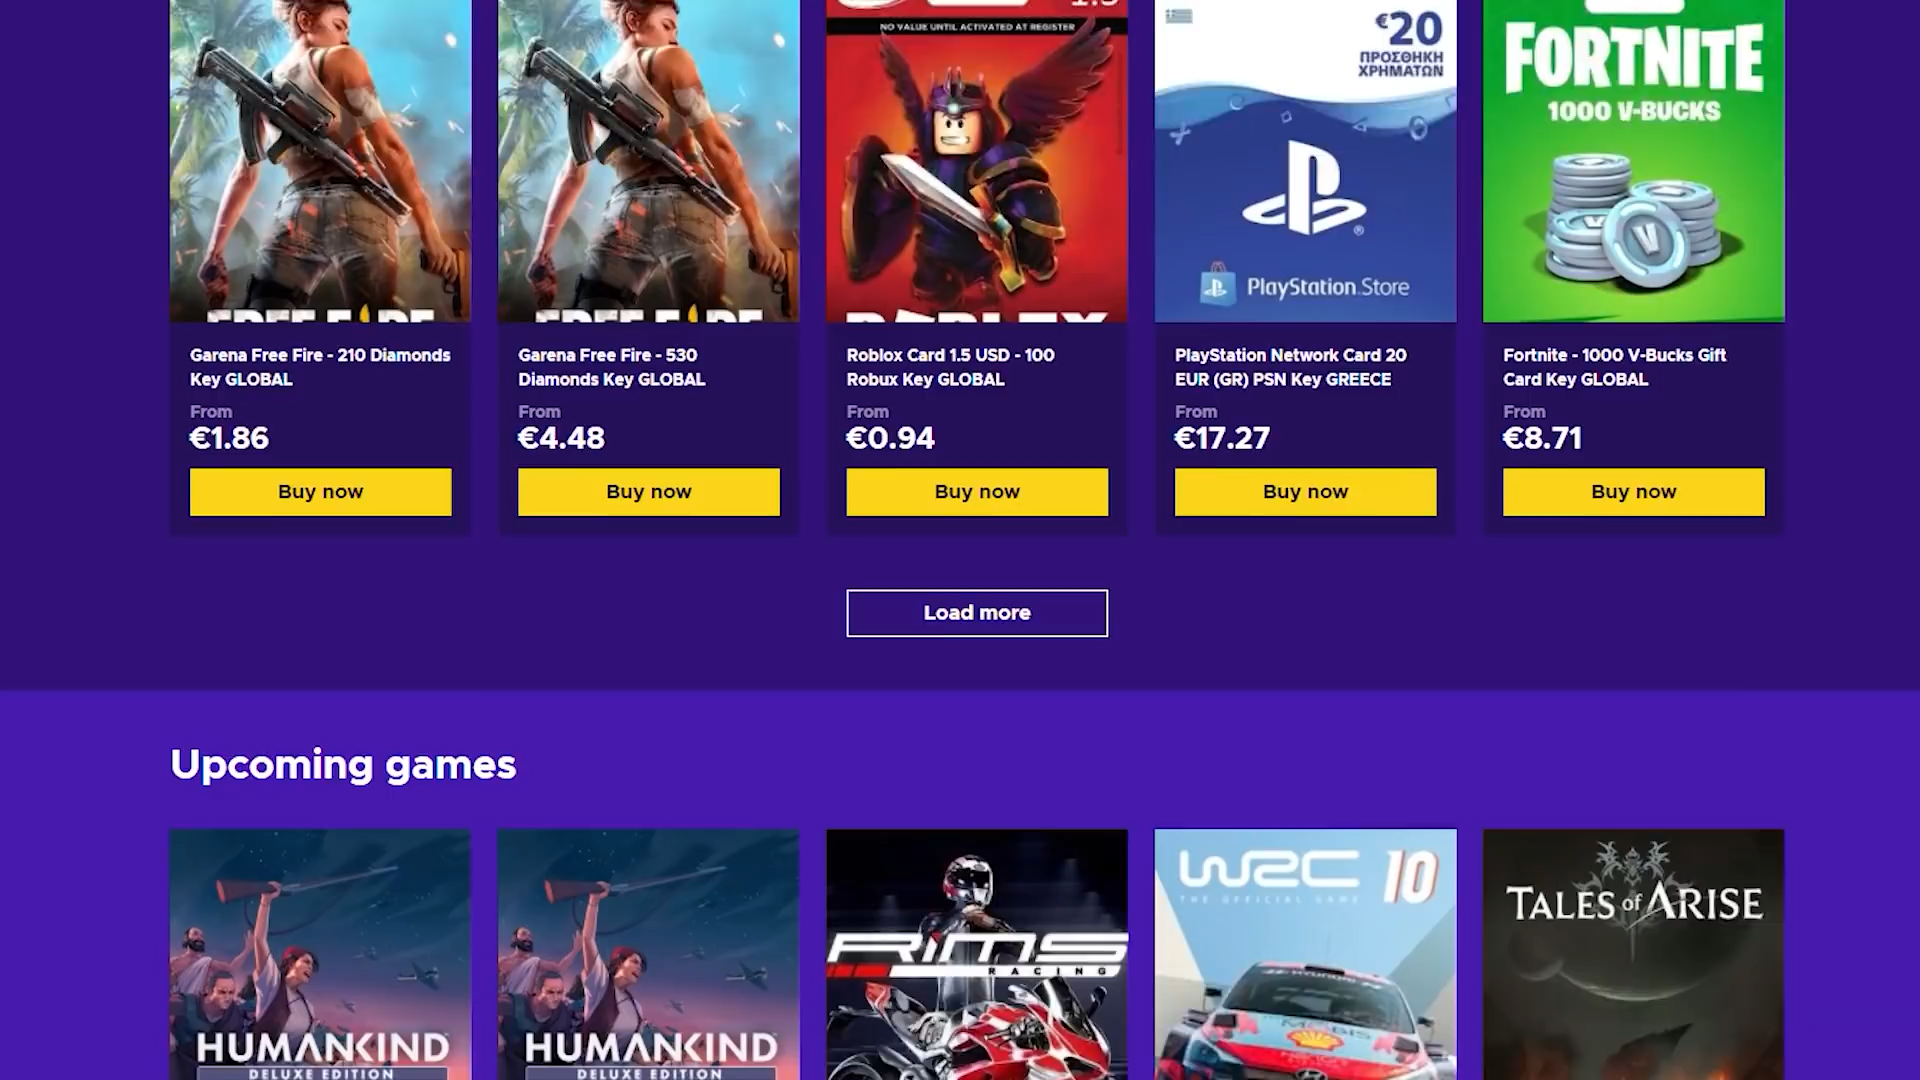 NO VALUE UNTIL ACTIVATED AT REGISTER
€20
ΠΡΟΣΘΗΚΗ
ΧΡΗΜΑΤΩΝ
PlayStation Store
FORTNITE
1000 V-BUCKS
FREE FIRE
FREE FIRE
ROBLOX
Garena Free Fire - 210 Diamonds
Key GLOBAL
From
€1.86
Buy now
Garena Free Fire - 530
Diamonds Key GLOBAL
From
€4.48
Buy now
Roblox Card 1.5 USD - 100
Robux Key GLOBAL
From
€0.94
Buy now
PlayStation Network Card 20
EUR (GR) PSN Key GREECE
From
€17.27
Buy now
Fortnite - 1000 V-Bucks Gift
Card Key GLOBAL
From
€8.71
Buy now
Load more
Upcoming games
HUMANKIND
DELUXE EDITION
HUMANKIND
DELUXE EDITION
RIMS
RACING
WRC 10
THE OFFICIAL GAME
TALES of ARISE